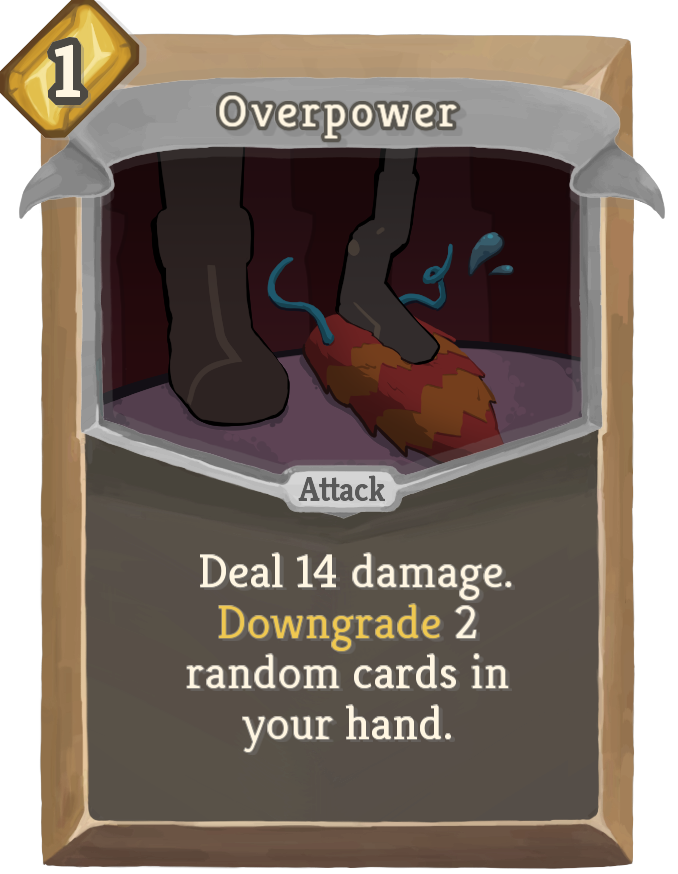 1
Overpower
Attack
Deal 14 damage.
Downgrade 2
random cards in
your hand.